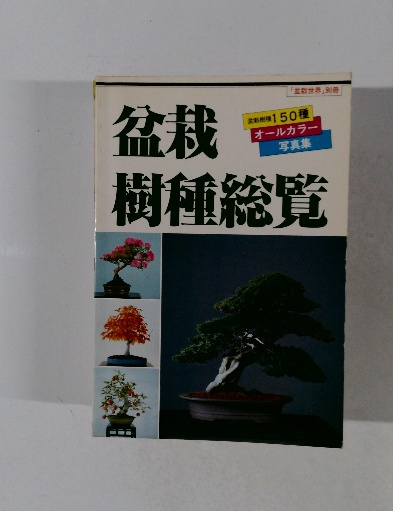 「盆栽世界」別冊
盆栽
樹種総覧
盆栽樹種150種
オールカラー
写真集